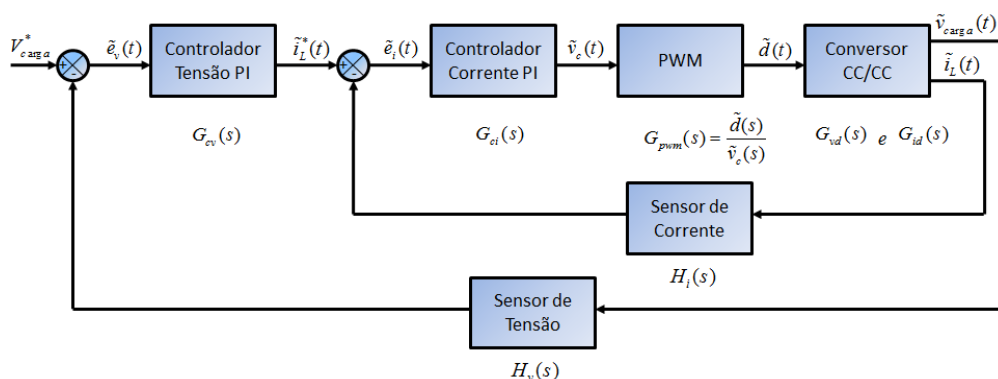 V*carga
ẽv(t)
Controlador
Tensão PI
ĩ*L(t)
ẽi(t)
Controlador
Corrente PI
ṽc(t)
PWM
d̃(t)
Conversor
CC/CC
ṽcarga(t)
ĩL(t)
+
-
+
-
Gcv(s)
Gci(s)
Gpwm(s) = d̃(s) / ṽc(s)
Gvd(s) e Gid(s)
Sensor de
Corrente
Hi(s)
Sensor de
Tensão
Hv(s)